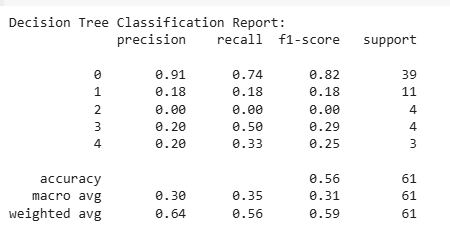 Decision Tree Classification Report:
precision recall f1-score support
0 0.91 0.74 0.82 39
1 0.18 0.18 0.18 11
2 0.00 0.00 0.00 4
3 0.20 0.50 0.29 4
4 0.20 0.33 0.25 3
accuracy 0.56 61
macro avg 0.30 0.35 0.31 61
weighted avg 0.64 0.56 0.59 61